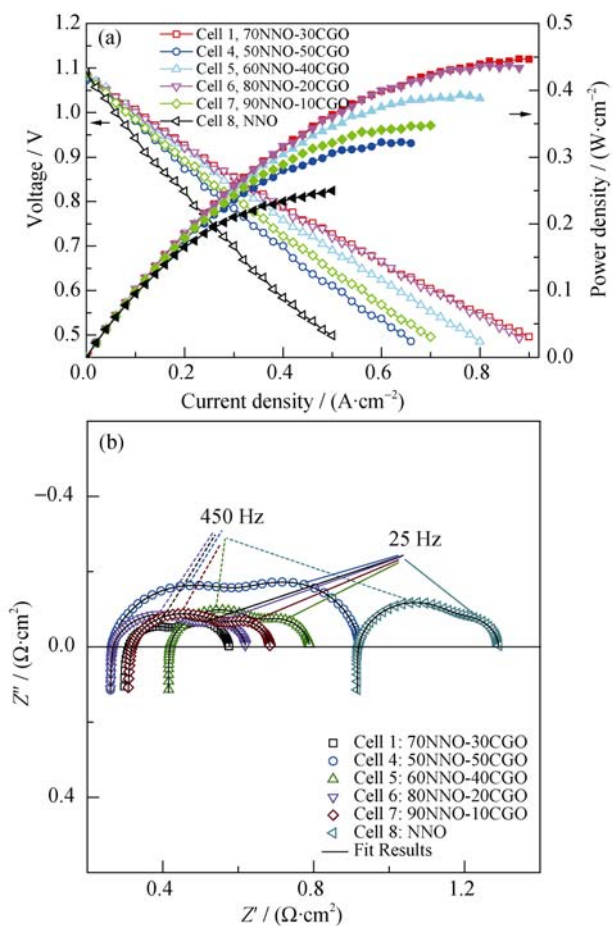 (a)
Cell 1, 70NNO-30CGO
Cell 4, 50NNO-50CGO
Cell 5, 60NNO-40CGO
Cell 6, 80NNO-20CGO
Cell 7, 90NNO-10CGO
Cell 8, NNO
1.2
1.1
1.0
0.9
0.8
0.7
0.6
0.5
Voltage / V
0.5
0.4
0.3
0.2
0.1
0.0
Power density / (W·cm⁻²)
0.0 0.2 0.4 0.6 0.8
Current density / (A·cm⁻²)
(b)
450 Hz
25 Hz
−0.4
0.0
0.4
Z″ / (Ω·cm²)
Cell 1: 70NNO-30CGO
Cell 4: 50NNO-50CGO
Cell 5: 60NNO-40CGO
Cell 6: 80NNO-20CGO
Cell 7: 90NNO-10CGO
Cell 8: NNO
Fit Results
0.4 0.8 1.2
Z′ / (Ω·cm²)